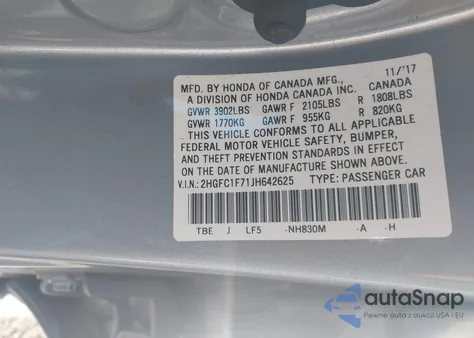 MFD. BY HONDA OF CANADA MFG., 11/'17
A DIVISION OF HONDA CANADA INC. CANADA
GVWR 3902LBS GAWR F 2105LBS R 1808LBS
GVWR 1770KG GAWR F 955KG R 820KG
THIS VEHICLE CONFORMS TO ALL APPLICABLE
FEDERAL MOTOR VEHICLE SAFETY, BUMPER,
AND THEFT PREVENTION STANDARDS IN EFFECT
ON THE DATE OF MANUFACTURE SHOWN ABOVE.
V.I.N.: 2HGFC1F71JH642625 TYPE: PASSENGER CAR
TBE J LF5 -NH830M -A -H
autoSnap
Pewne auto z aukcji USA i EU